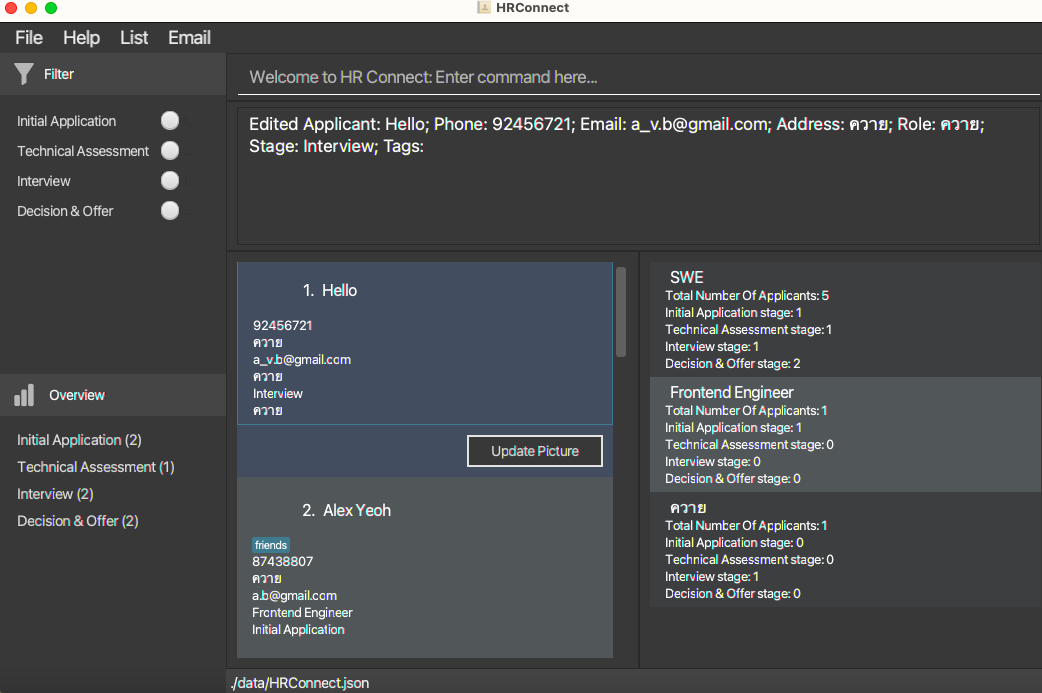 HRConnect
File Help List Email
Filter
Welcome to HR Connect: Enter command here...
Initial Application
Technical Assessment
Interview
Decision & Offer
Edited Applicant: Hello; Phone: 92456721; Email: a_v.b@gmail.com; Address: ควาย; Role: ควาย;
Stage: Interview; Tags:
Overview
Initial Application (2)
Technical Assessment (1)
Interview (2)
Decision & Offer (2)
1. Hello
92456721
ควาย
a_v.b@gmail.com
ควาย
Interview
ควาย
Update Picture
2. Alex Yeoh
friends
87438807
ควาย
a.b@gmail.com
Frontend Engineer
Initial Application
SWE
Total Number Of Applicants: 5
Initial Application stage: 1
Technical Assessment stage: 1
Interview stage: 1
Decision & Offer stage: 2
Frontend Engineer
Total Number Of Applicants: 1
Initial Application stage: 1
Technical Assessment stage: 0
Interview stage: 0
Decision & Offer stage: 0
ควาย
Total Number Of Applicants: 1
Initial Application stage: 0
Technical Assessment stage: 0
Interview stage: 1
Decision & Offer stage: 0
./data/HRConnect.json